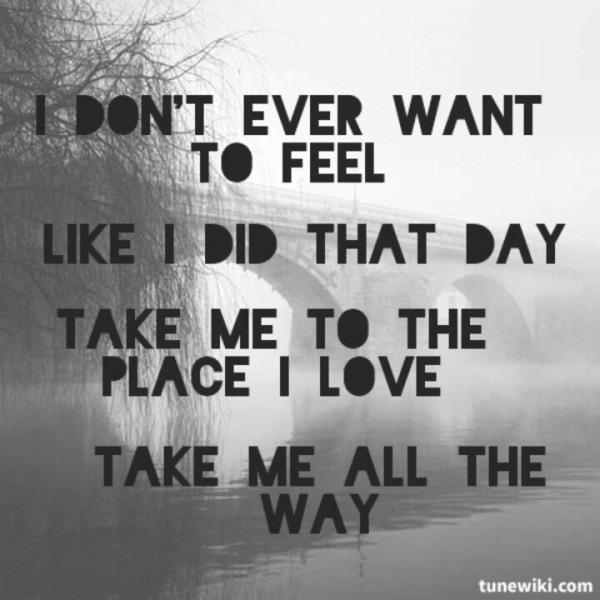 I DON'T EVER WANT
TO FEEL
LIKE I DID THAT DAY
TAKE ME TO THE
PLACE I LOVE
TAKE ME ALL THE
WAY
tunewiki.com